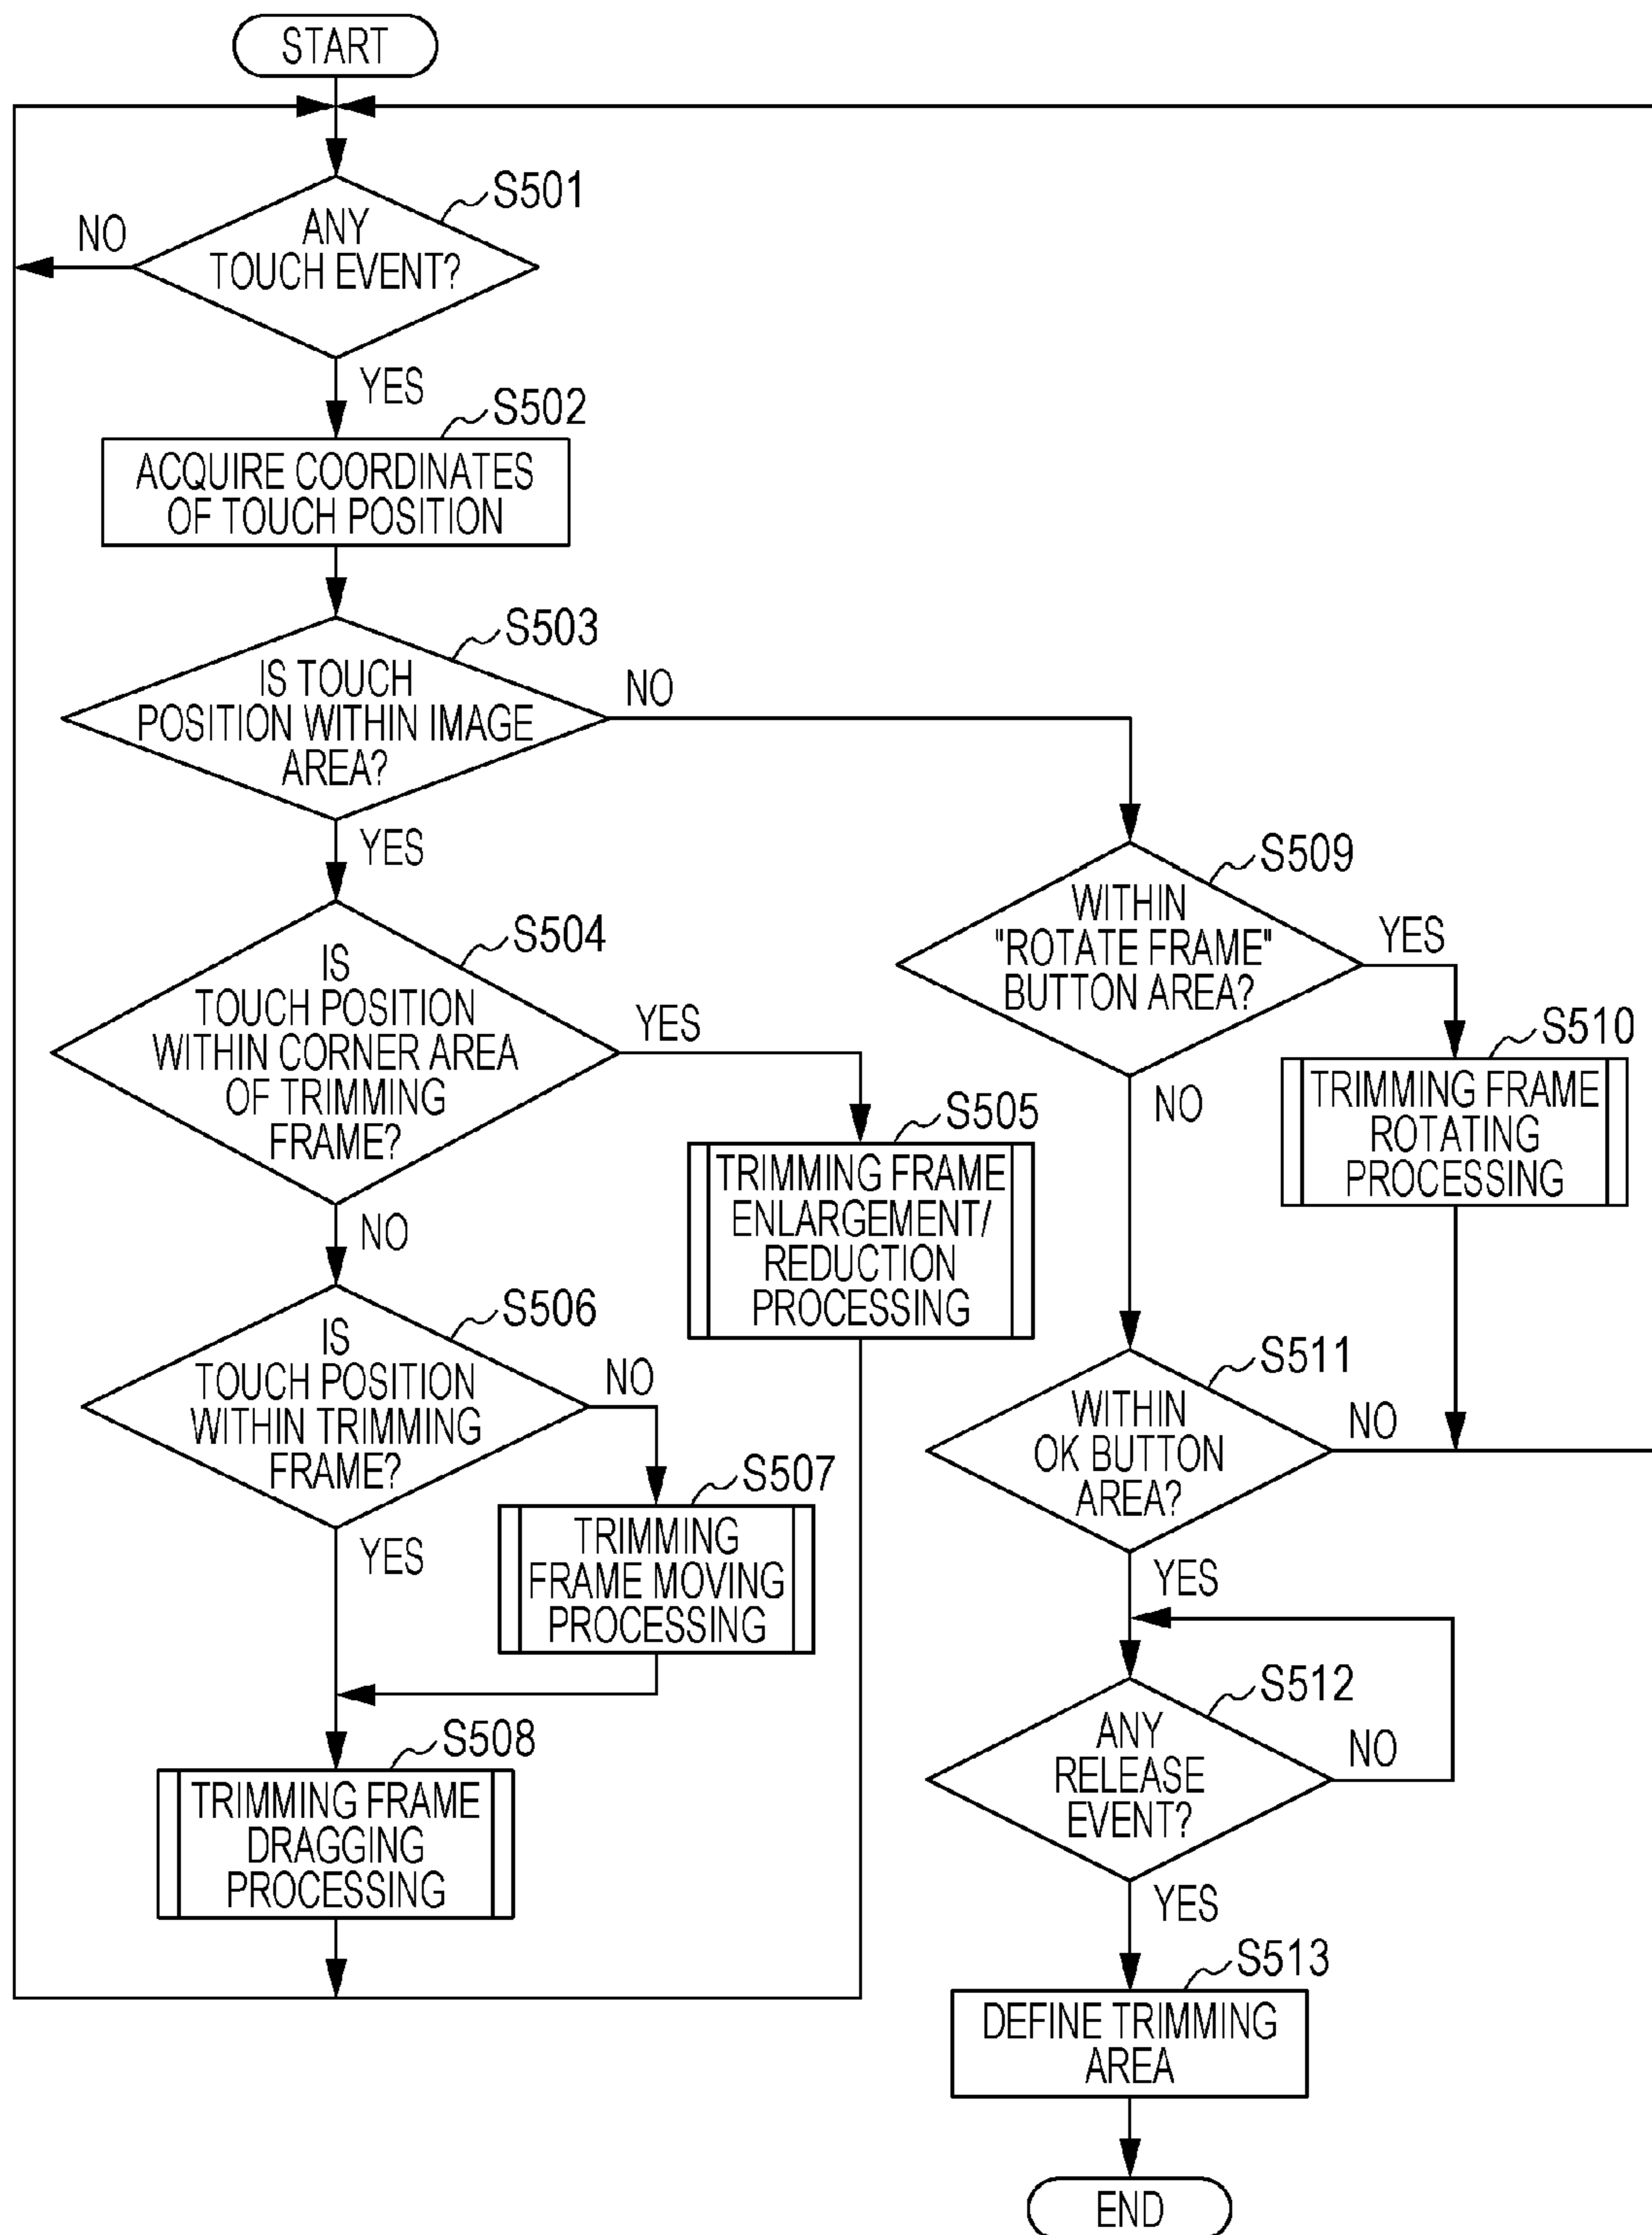 START
S501
ANY
TOUCH EVENT?
NO
YES
S502
ACQUIRE COORDINATES
OF TOUCH POSITION
S503
IS TOUCH
POSITION WITHIN IMAGE
AREA?
NO
YES
S504
IS
TOUCH POSITION
WITHIN CORNER AREA
OF TRIMMING
FRAME?
YES
NO
S505
TRIMMING FRAME
ENLARGEMENT/
REDUCTION
PROCESSING
S506
IS
TOUCH POSITION
WITHIN TRIMMING
FRAME?
NO
YES
S507
TRIMMING
FRAME MOVING
PROCESSING
S508
TRIMMING FRAME
DRAGGING
PROCESSING
S509
WITHIN
"ROTATE FRAME"
BUTTON AREA?
YES
NO
S510
TRIMMING FRAME
ROTATING
PROCESSING
S511
WITHIN
OK BUTTON
AREA?
NO
YES
S512
ANY
RELEASE
EVENT?
NO
YES
S513
DEFINE TRIMMING
AREA
END